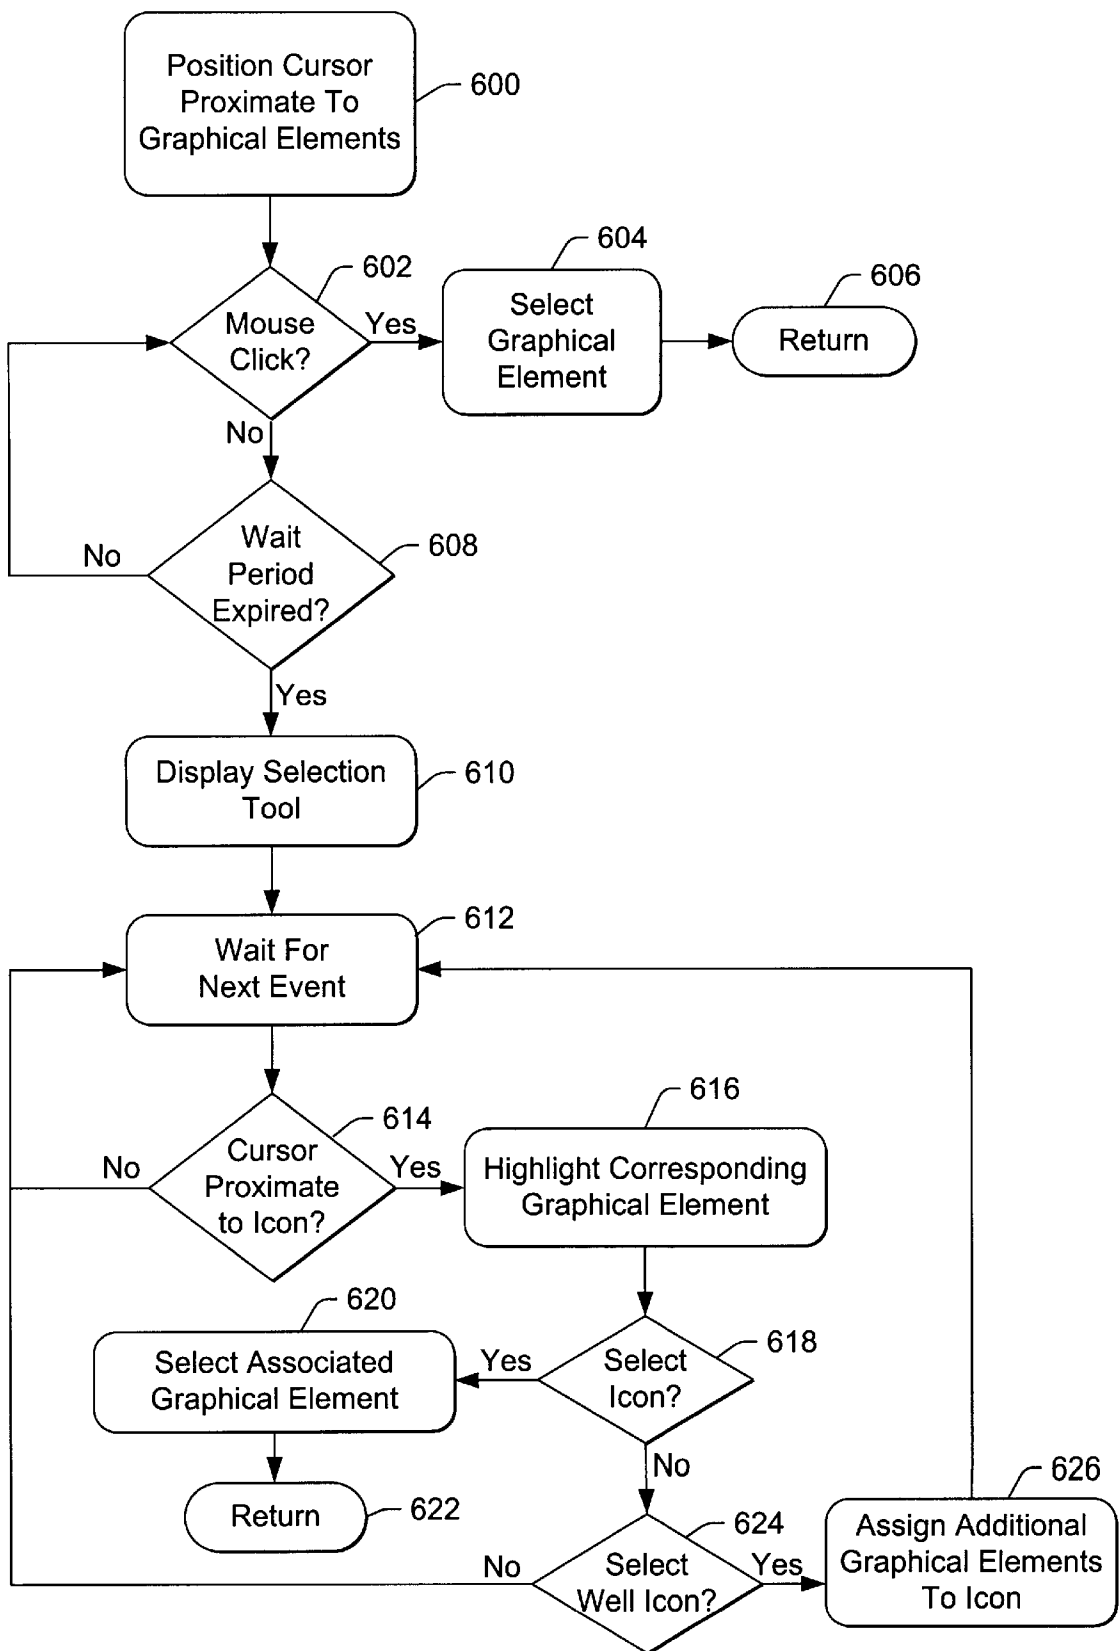 Position Cursor
Proximate To
Graphical Elements
600
602
Mouse
Click?
Yes
No
604
Select
Graphical
Element
606
Return
Wait
Period
Expired?
608
No
Yes
Display Selection
Tool
610
612
Wait For
Next Event
614
Cursor
Proximate
to Icon?
No
Yes
616
Highlight Corresponding
Graphical Element
618
Select
Icon?
Yes
No
620
Select Associated
Graphical Element
Return
622
624
Select
Well Icon?
No
Yes
626
Assign Additional
Graphical Elements
To Icon